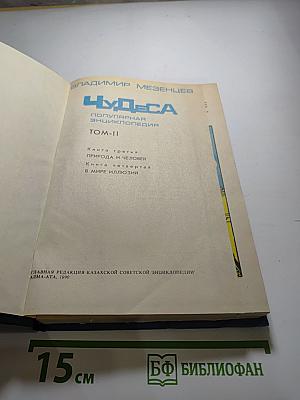 ВЛАДИМИР МЕЗЕНЦЕВ
ЧУДЕСА
ПОПУЛЯРНАЯ
ЭНЦИКЛОПЕДИЯ
ТОМ-II
Книга третья
ПРИРОДА И ЧЕЛОВЕК
Книга четвертая
В МИРЕ ИЛЛЮЗИЙ
ГЛАВНАЯ РЕДАКЦИЯ КАЗАХСКОЙ СОВЕТСКОЙ ЭНЦИКЛОПЕДИИ
АЛМА-АТА, 1990
15 см
БФ БИБЛИОФАН